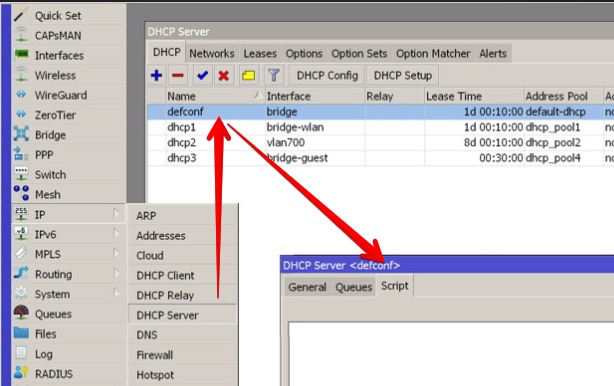 Quick Set
CAPsMAN
Interfaces
Wireless
WireGuard
ZeroTier
Bridge
PPP
Switch
Mesh
255
IP
v6
IPv6
MPLS
Routing
System
Queues
Files
Log
RADIUS
ARP
Addresses
Cloud
DHCP Client
DHCP Relay
DHCP Server
DNS
Firewall
Hotspot
DHCP Server
DHCP Networks Leases Options Option Sets Option Matcher Alerts
DHCP Config DHCP Setup
Name Interface Relay Lease Time Address Pool
defconf bridge 1d 00:10:00 default-dhcp
dhcp1 bridge-wlan 1d 00:10:00 dhcp_pool1
dhcp2 vlan700 8d 00:10:00 dhcp_pool2
dhcp3 bridge-guest 00:30:00 dhcp_pool4
DHCP Server <defconf>
General Queues Script